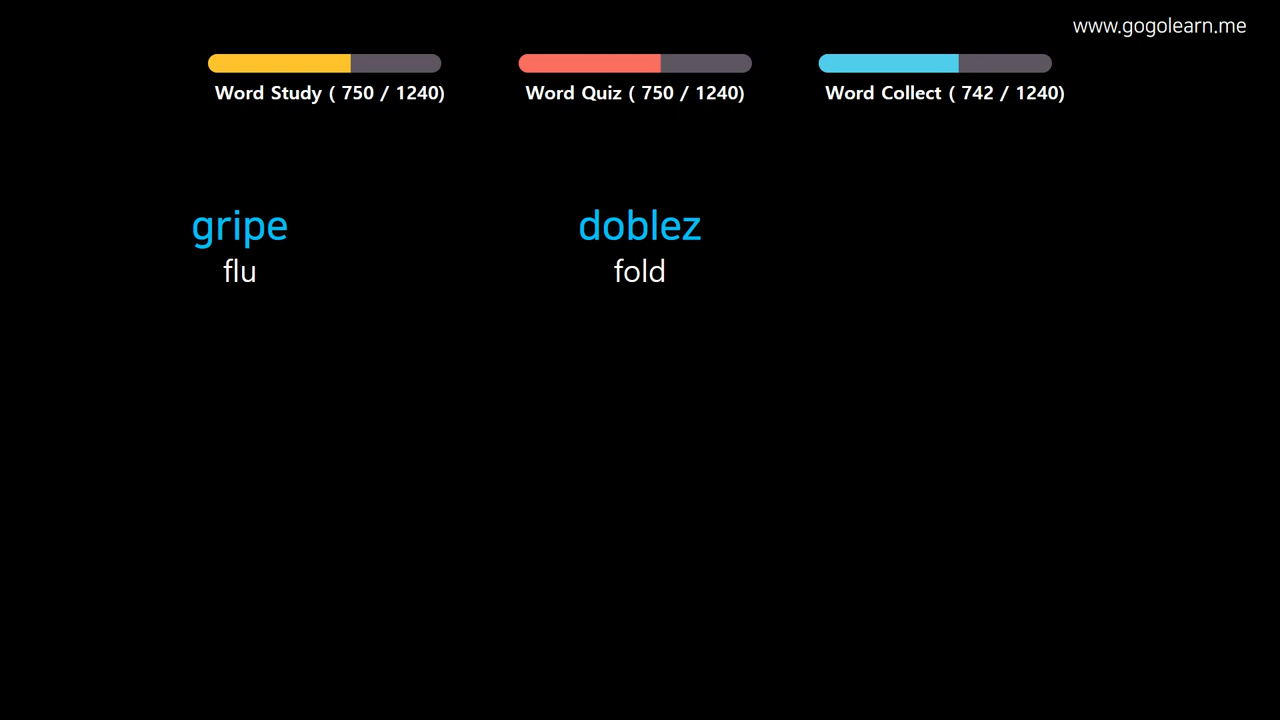 www.gogolearn.me
Word Study ( 750 / 1240)
Word Quiz ( 750 / 1240)
Word Collect ( 742 / 1240)
gripe
flu
doblez
fold